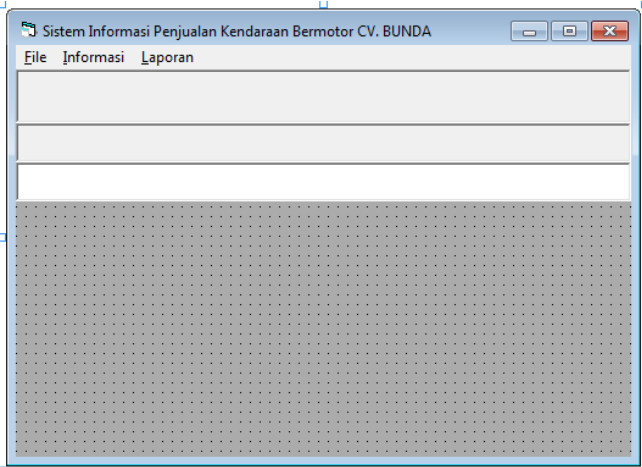 Sistem Informasi Penjualan Kendaraan Bermotor CV. BUNDA
File Informasi Laporan